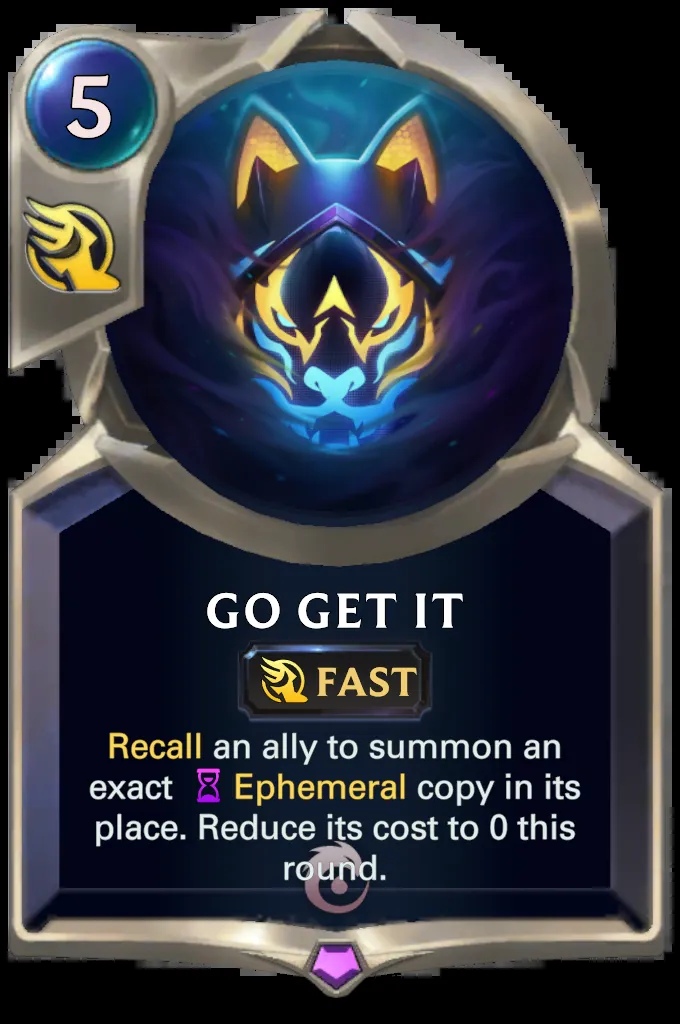 5
GO GET IT
FAST
Recall an ally to summon an
exact Ephemeral copy in its
place. Reduce its cost to 0 this
round.